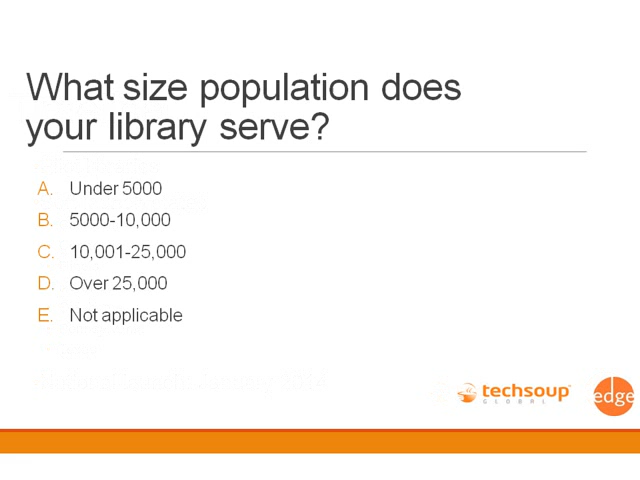 What size population does
your library serve?
A. Under 5000
B. 5000-10,000
C. 10,001-25,000
D. Over 25,000
E. Not applicable
techsoup
GLOBAL
edge